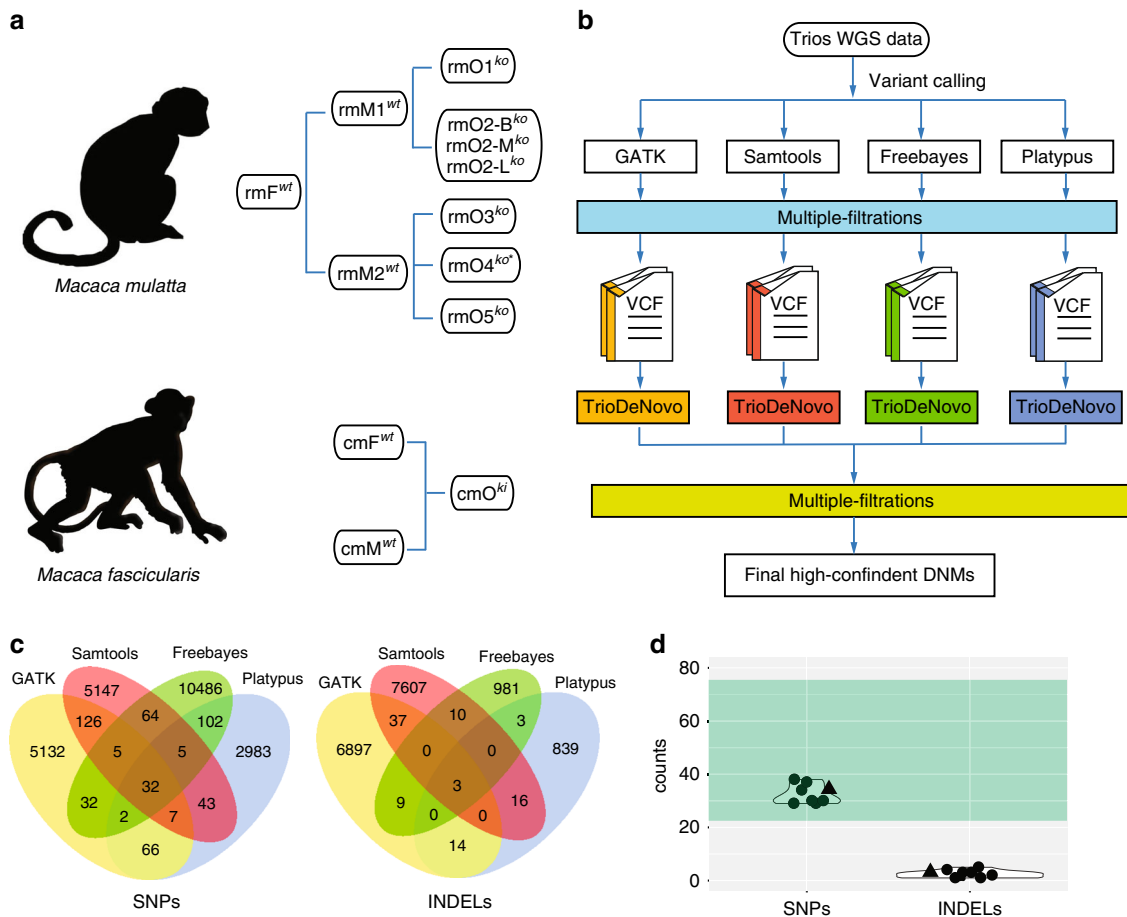 a
rmO1ko
rmM1wt
rmO2-Bko
rmO2-Mko
rmO2-Lko
rmFwt
rmO3ko
rmM2wt
rmO4ko*
rmO5ko
Macaca mulatta
cmFwt
cmOki
cmMwt
Macaca fascicularis
b
Trios WGS data
Variant calling
GATK Samtools Freebayes Platypus
Multiple-filtrations
VCF VCF VCF VCF
TrioDeNovo TrioDeNovo TrioDeNovo TrioDeNovo
Multiple-filtrations
Final high-confindent DNMs
c
Samtools Freebayes
GATK Platypus
5147 10486
126 64 102
5132 5 5 2983
32
32 2 7 43
66
SNPs
Samtools Freebayes
GATK Platypus
7607 981
37 10 3
6897 0 0 839
3
9 0 0 16
14
INDELs
d
80
60
counts
40
20
0
SNPs INDELs